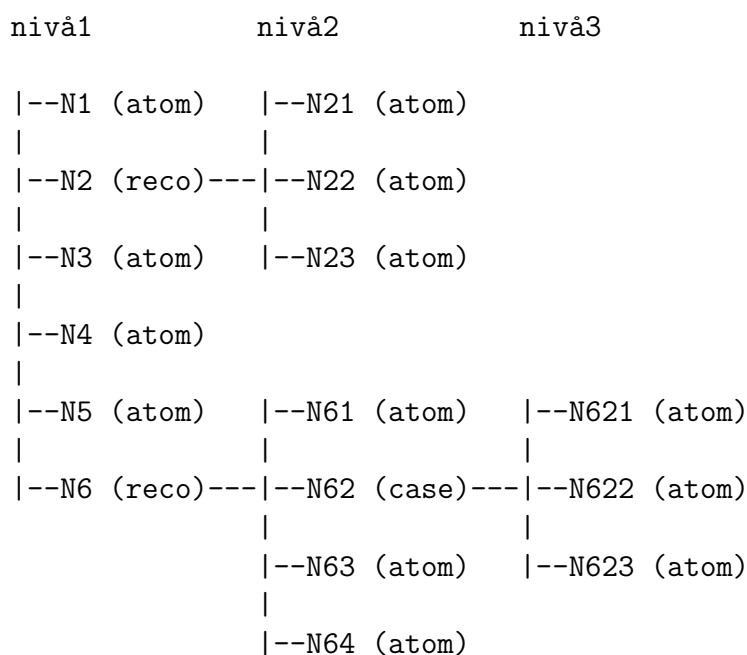 nivå1           nivå2           nivå3
|--N1 (atom)   |--N21 (atom)
|              |
|--N2 (reco)---|--N22 (atom)
|              |
|--N3 (atom)   |--N23 (atom)
|
|--N4 (atom)
|
|--N5 (atom)   |--N61 (atom)   |--N621 (atom)
|              |               |
|--N6 (reco)---|--N62 (case)---|--N622 (atom)
               |               |
               |--N63 (atom)   |--N623 (atom)
               |
               |--N64 (atom)